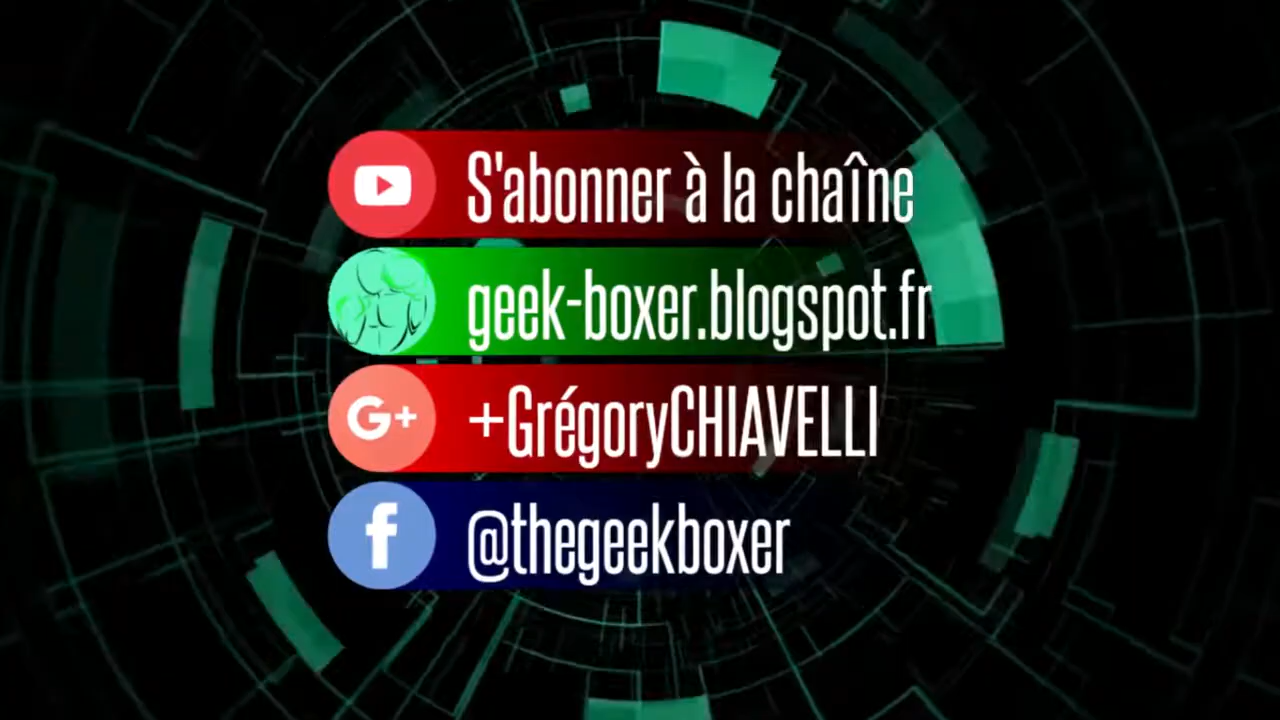 S'abonner à la chaîne
geek-boxer.blogspot.fr
G+
+GrégoryCHIAVELLI
f
@thegeekboxer